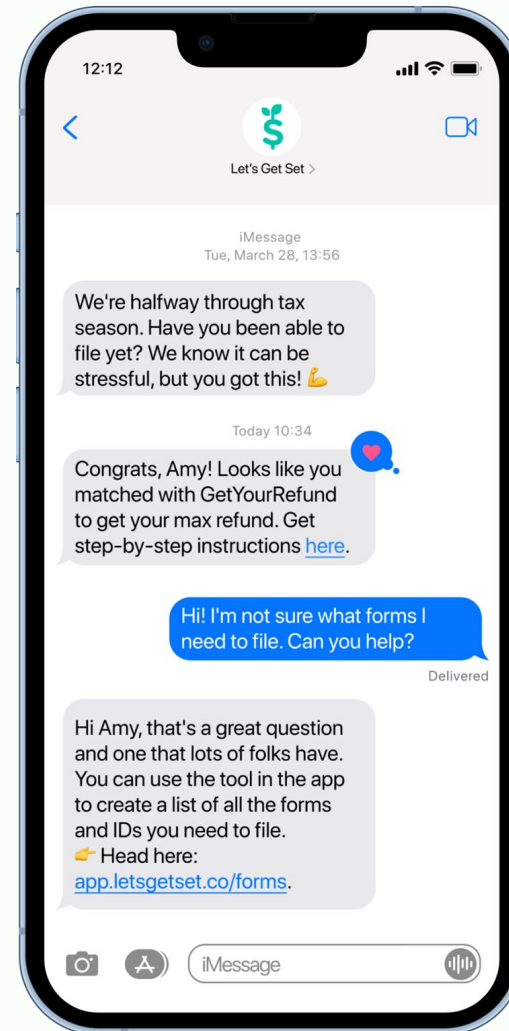 12:12
Let's Get Set >
iMessage
Tue, March 28, 13:56
We're halfway through tax
season. Have you been able to
file yet? We know it can be
stressful, but you got this! 💪
Today 10:34
Congrats, Amy! Looks like you
matched with GetYourRefund
to get your max refund. Get
step-by-step instructions here.
Hi! I'm not sure what forms I
need to file. Can you help?
Delivered
Hi Amy, that's a great question
and one that lots of folks have.
You can use the tool in the app
to create a list of all the forms
and IDs you need to file.
👉 Head here:
app.letsgetset.co/forms.
iMessage